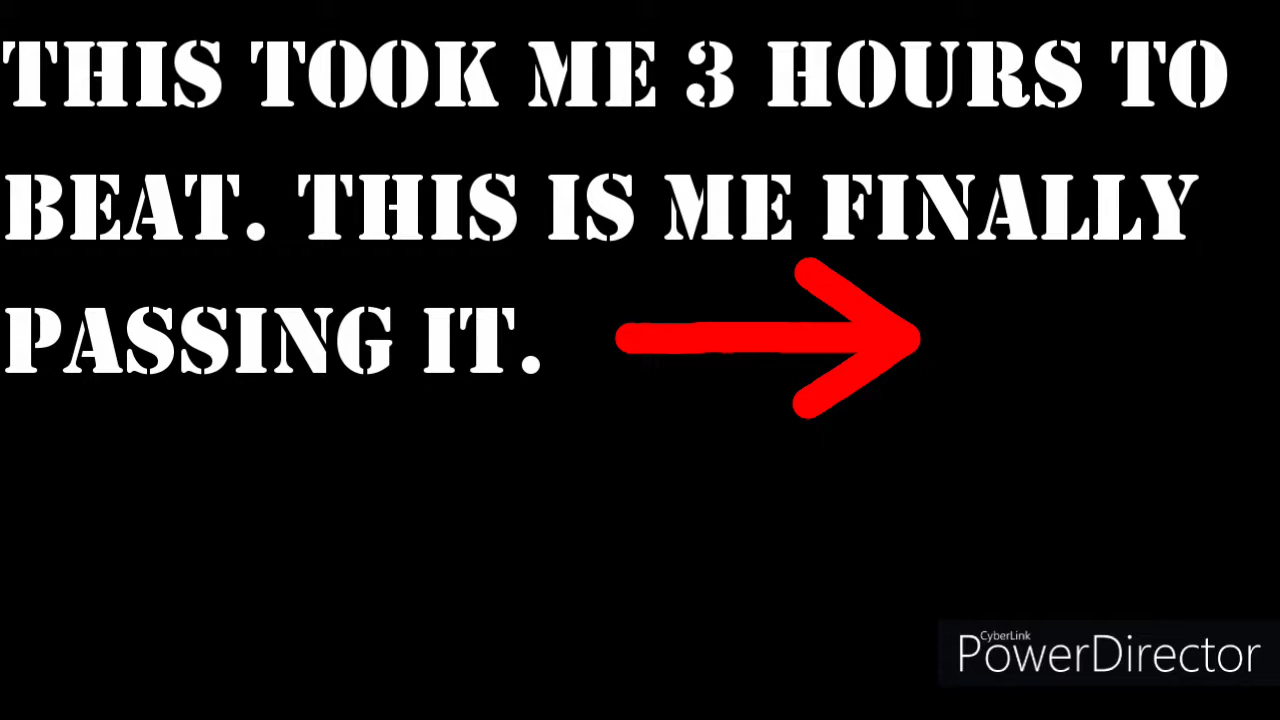 THIS TOOK ME 3 HOURS TO
BEAT. THIS IS ME FINALLY
PASSING IT.
CyberLink
PowerDirector